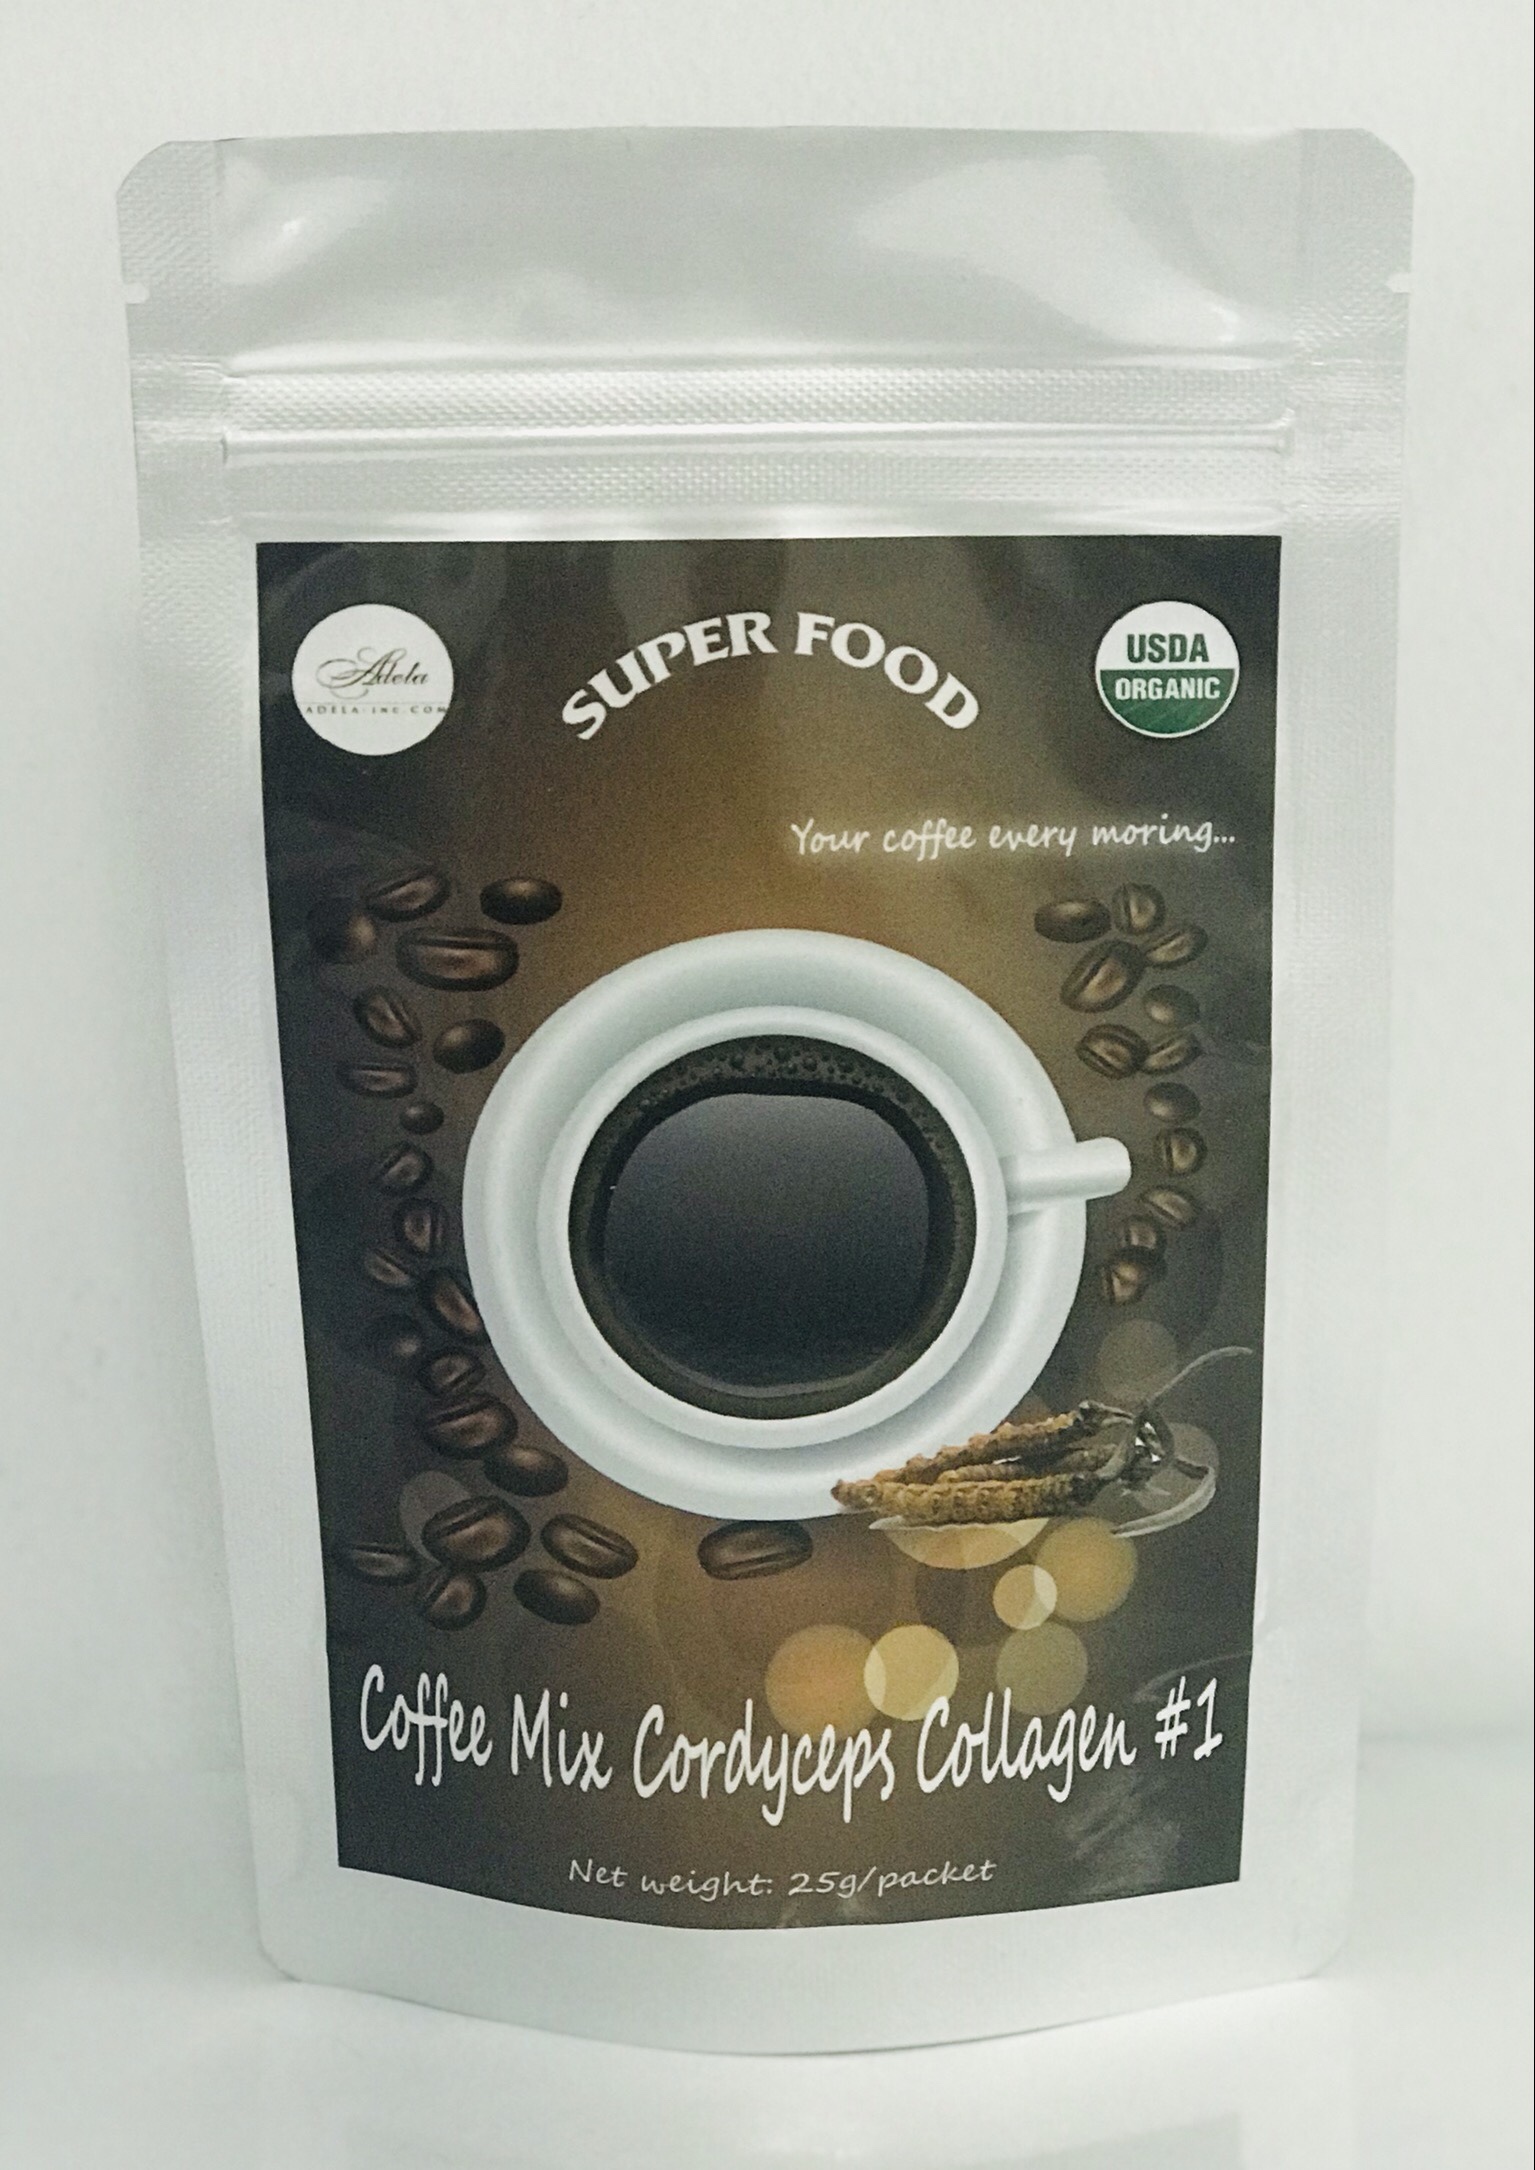 SUPER FOOD
Adela
ADELA-INC.COM
USDA
ORGANIC
Your coffee every moring...
Coffee Mix Cordyceps Collagen #1
Net weight: 25g/packet